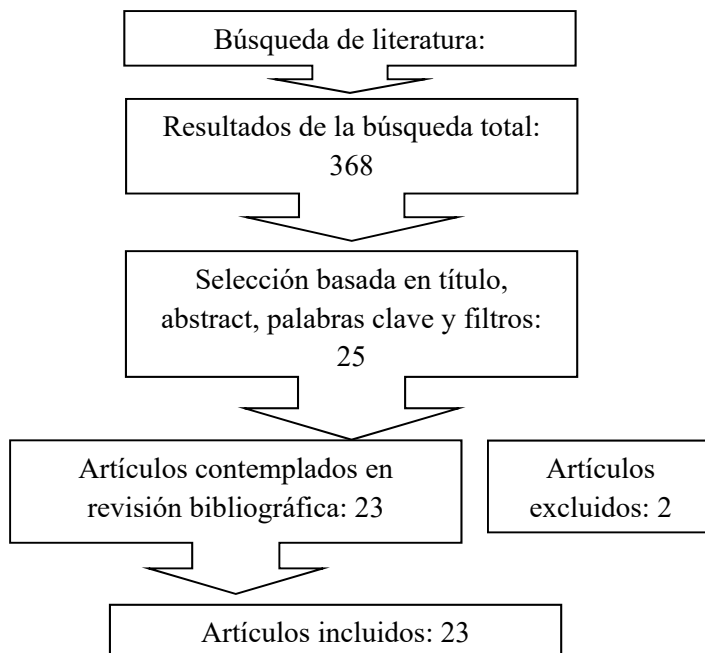 Búsqueda de literatura:
Resultados de la búsqueda total:
368
Selección basada en título,
abstract, palabras clave y filtros:
25
Artículos contemplados en
revisión bibliográfica: 23
Artículos
excluidos: 2
Artículos incluidos: 23